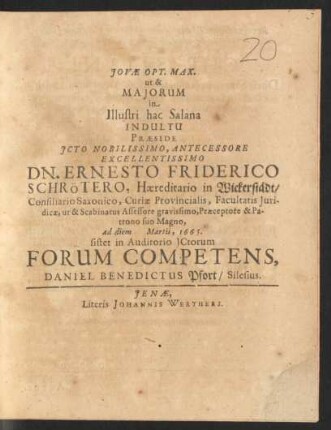 20
JOVÆ OPT. MAX.
ut &
MAJORUM
in
Illustri hac Salana
INDULTU
PRÆSIDE
JCTO NOBILISSIMO, ANTECESSORE
EXCELLENTISSIMO
DN. ERNESTO FRIDERICO
SCHRöTERO, Hæreditario in Wickerstädt/
Consiliario Saxonico, Curiæ Provincialis, Facultatis Juri-
dicæ, ut & Scabinatus Assessore gravissimo, Præceptore & Pa-
trono suo Magno,
Ad diem Martii, 1665.
sistet in Auditorio JCtorum
FORUM COMPETENS,
DANIEL BENEDICTUS Pfort/ Silesius.
JENÆ,
Literis JOHANNIS WERTHERI.